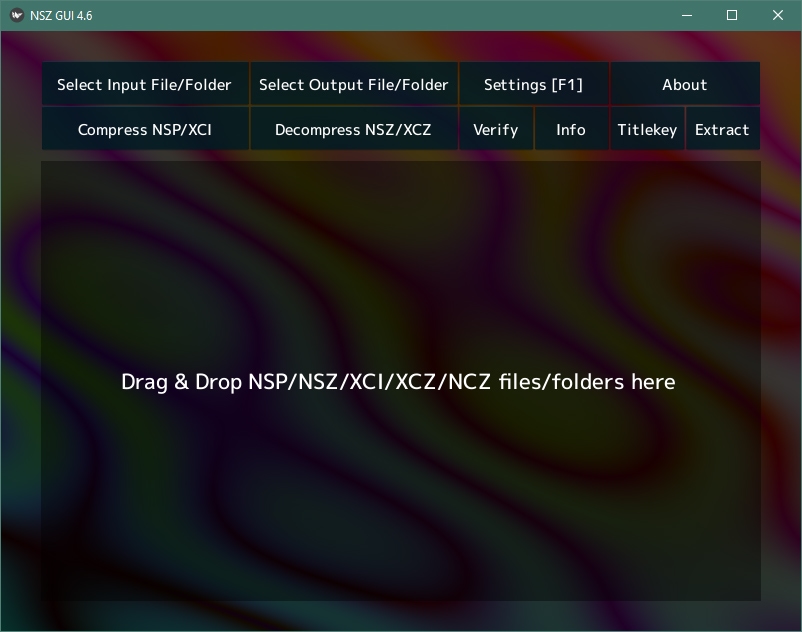 NSZ GUI 4.6
Select Input File/Folder
Select Output File/Folder
Settings [F1]
About
Compress NSP/XCI
Decompress NSZ/XCZ
Verify
Info
Titlekey
Extract
Drag & Drop NSP/NSZ/XCI/XCZ/NCZ files/folders here